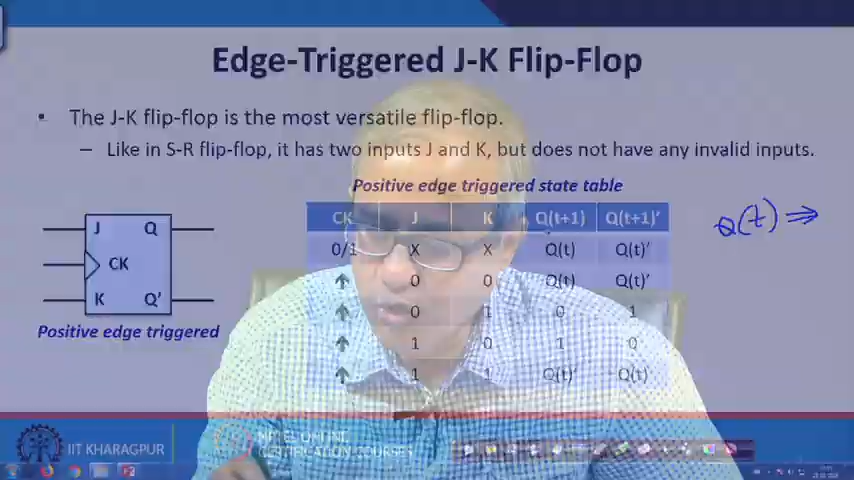 Edge-Triggered J-K Flip-Flop
• The J-K flip-flop is the most versatile flip-flop.
– Like in S-R flip-flop, it has two inputs J and K, but does not have any invalid inputs.
Positive edge triggered state table
CK J K Q(t+1) Q(t+1)'
0/1 X X Q(t) Q(t)'
↑ 0 0 Q(t) Q(t)'
↑ 0 1 0 1
↑ 1 0 1 0
↑ 1 1 Q(t)' Q(t)
Q(t) ⇒
J Q
CK
K Q'
Positive edge triggered
IIT KHARAGPUR
NPTEL ONLINE
CERTIFICATION COURSES